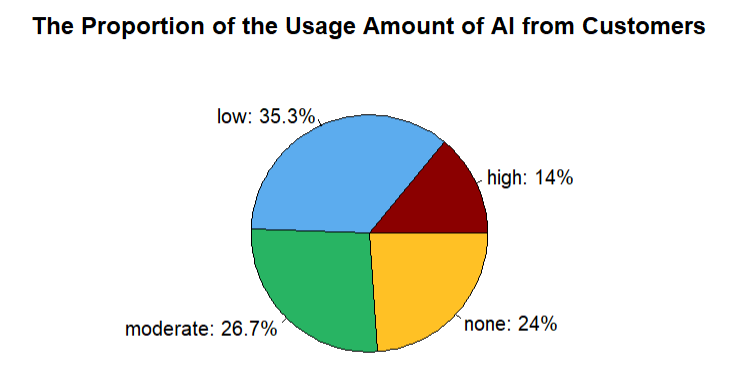 The Proportion of the Usage Amount of AI from Customers
low: 35.3%
high: 14%
moderate: 26.7%
none: 24%